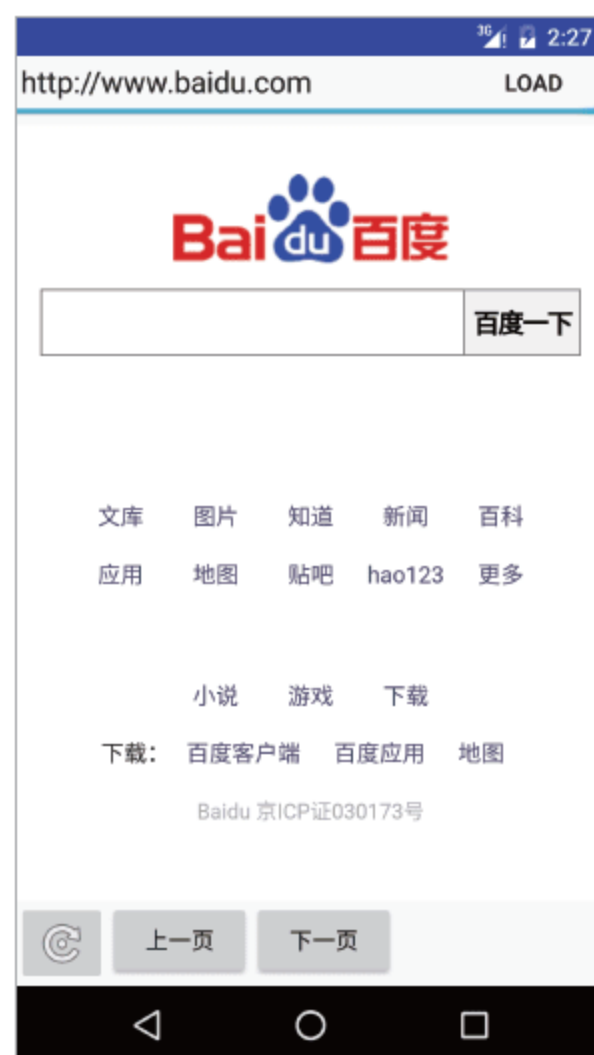 3G 2:27
http://www.baidu.com LOAD
Bai du 百度
百度一下
文库 图片 知道 新闻 百科
应用 地图 贴吧 hao123 更多
小说 游戏 下载
下载： 百度客户端 百度应用 地图
Baidu 京ICP证030173号
上一页 下一页